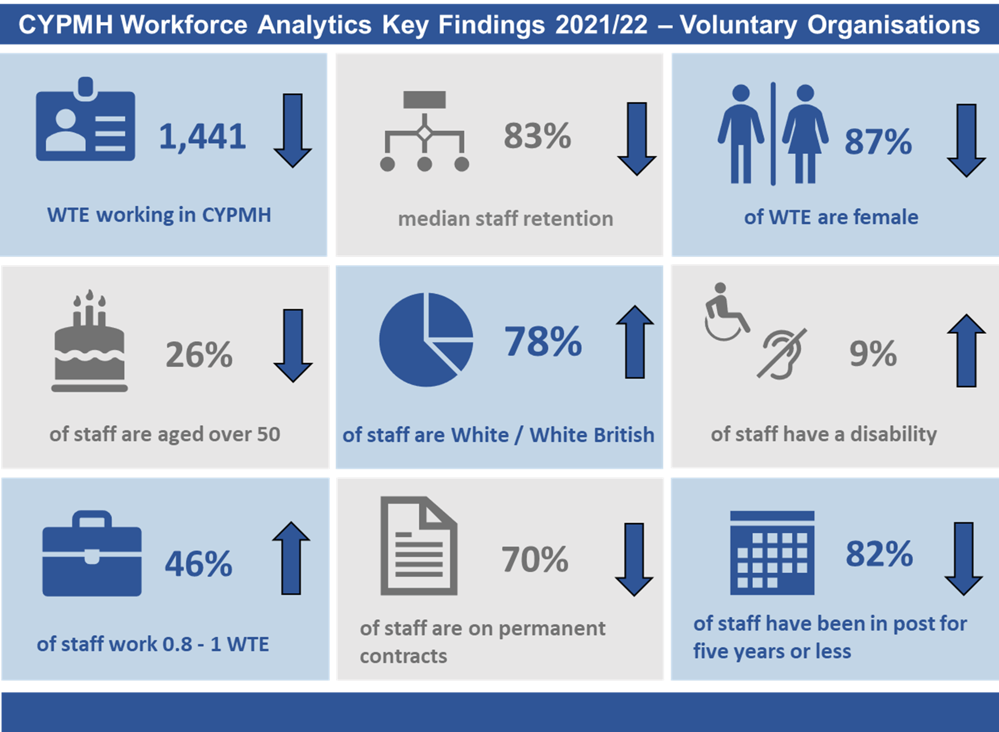 CYPMH Workforce Analytics Key Findings 2021/22 – Voluntary Organisations
1,441
WTE working in CYPMH
83%
median staff retention
87%
of WTE are female
26%
of staff are aged over 50
78%
of staff are White / White British
9%
of staff have a disability
46%
of staff work 0.8 - 1 WTE
70%
of staff are on permanent
contracts
82%
of staff have been in post for
five years or less